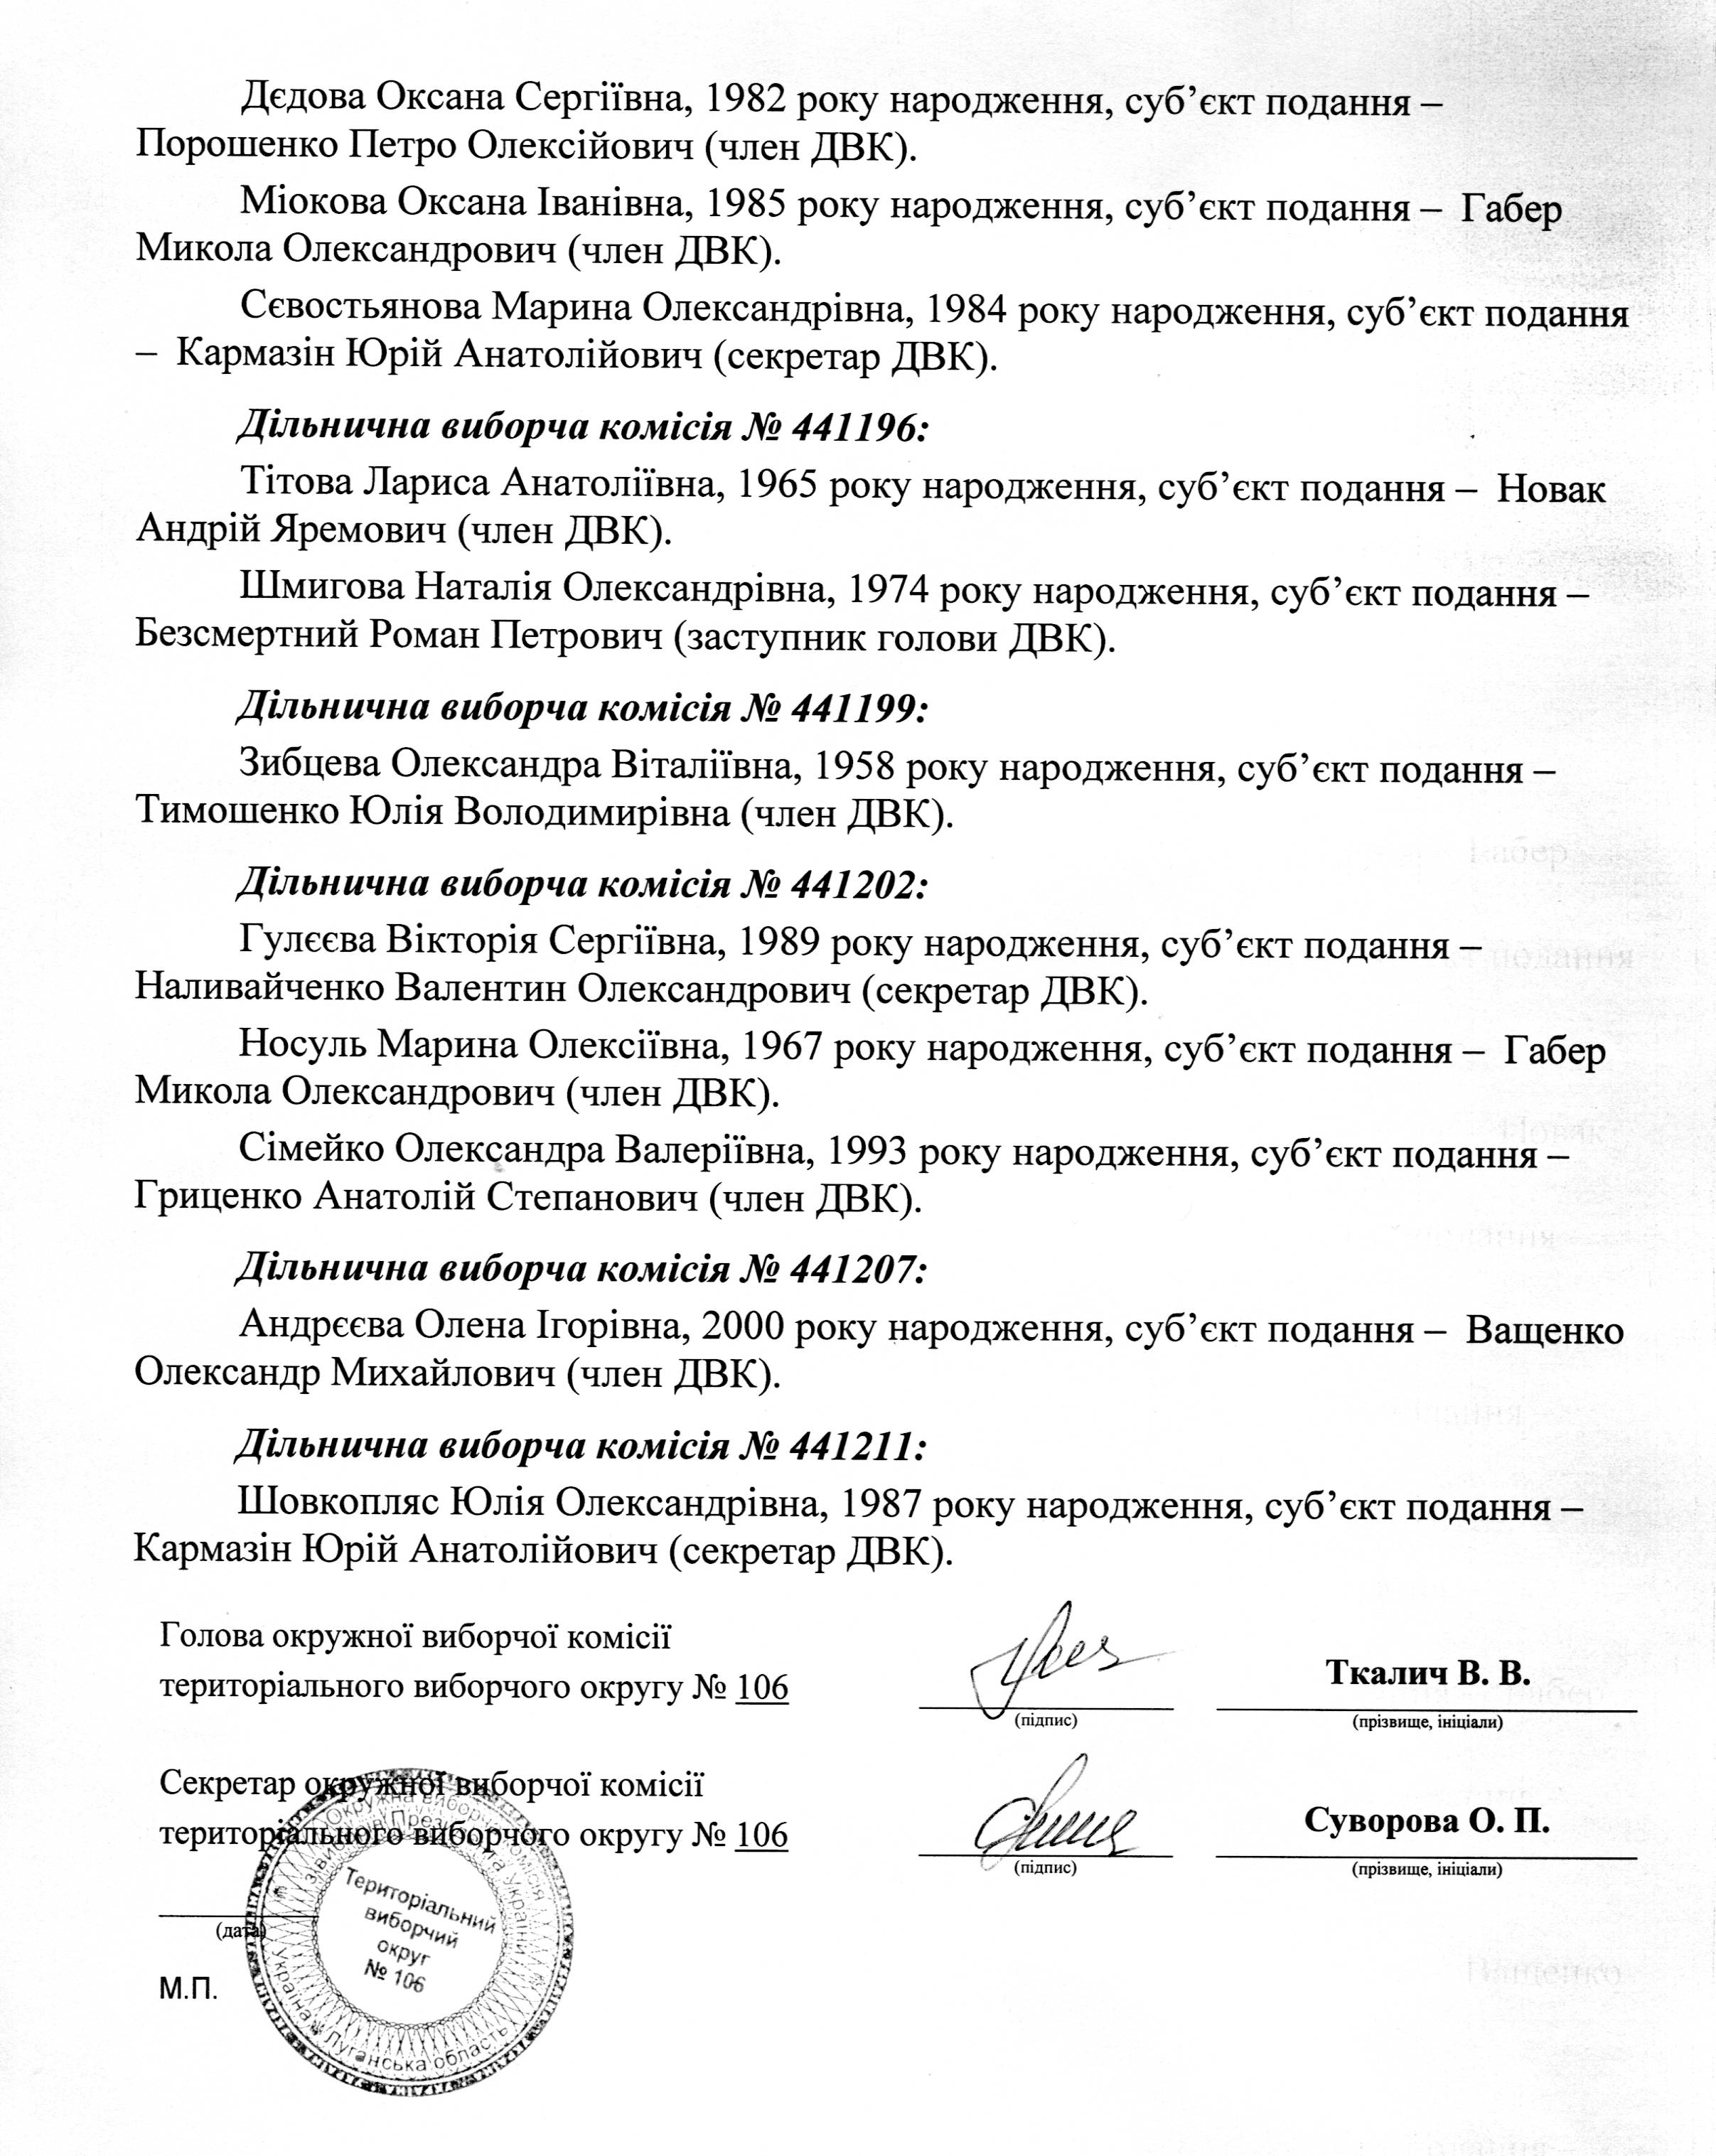 Дєдова Оксана Сергіївна, 1982 року народження, суб’єкт подання –
Порошенко Петро Олексійович (член ДВК).
Міокова Оксана Іванівна, 1985 року народження, суб’єкт подання – Габер
Микола Олександрович (член ДВК).
Сєвостьянова Марина Олександрівна, 1984 року народження, суб’єкт подання
– Кармазін Юрій Анатолійович (секретар ДВК).
Дільнична виборча комісія № 441196:
Тітова Лариса Анатоліївна, 1965 року народження, суб’єкт подання – Новак
Андрій Яремович (член ДВК).
Шмигова Наталія Олександрівна, 1974 року народження, суб’єкт подання –
Безсмертний Роман Петрович (заступник голови ДВК).
Дільнична виборча комісія № 441199:
Зибцева Олександра Віталіївна, 1958 року народження, суб’єкт подання –
Тимошенко Юлія Володимирівна (член ДВК).
Дільнична виборча комісія № 441202:
Гулєєва Вікторія Сергіївна, 1989 року народження, суб’єкт подання –
Наливайченко Валентин Олександрович (секретар ДВК).
Носуль Марина Олексіївна, 1967 року народження, суб’єкт подання – Габер
Микола Олександрович (член ДВК).
Сімейко Олександра Валеріївна, 1993 року народження, суб’єкт подання –
Гриценко Анатолій Степанович (член ДВК).
Дільнична виборча комісія № 441207:
Андрєєва Олена Ігорівна, 2000 року народження, суб’єкт подання – Ващенко
Олександр Михайлович (член ДВК).
Дільнична виборча комісія № 441211:
Шовкопляс Юлія Олександрівна, 1987 року народження, суб’єкт подання –
Кармазін Юрій Анатолійович (секретар ДВК).
Голова окружної виборчої комісії
територіального виборчого округу № 106
Ткалич В. В.
(підпис) (прізвище, ініціали)
Секретар окружної виборчої комісії
територіального виборчого округу № 106
Суворова О. П.
(підпис) (прізвище, ініціали)
(дата)
М.П.
Окружна виборча комісія
з виборів Президента України
Територіальний
виборчий
округ
№ 106
Україна Луганська область